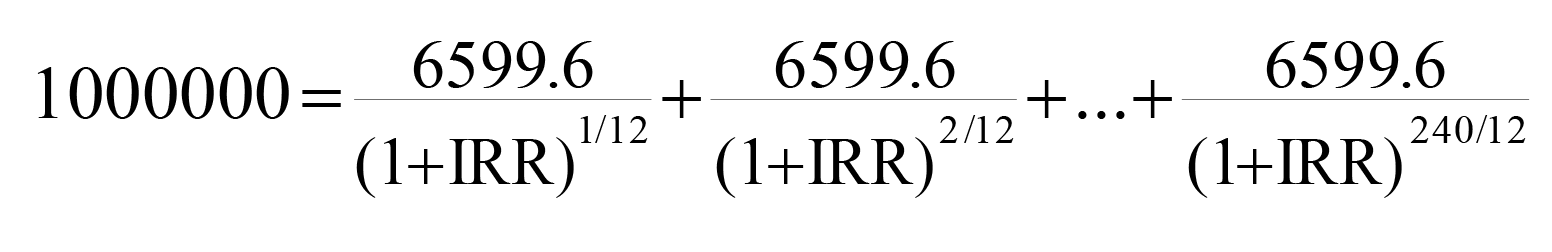 1000000 = 6599.6/(1+IRR)^{1/12} + 6599.6/(1+IRR)^{2/12} + ... + 6599.6/(1+IRR)^{240/12}